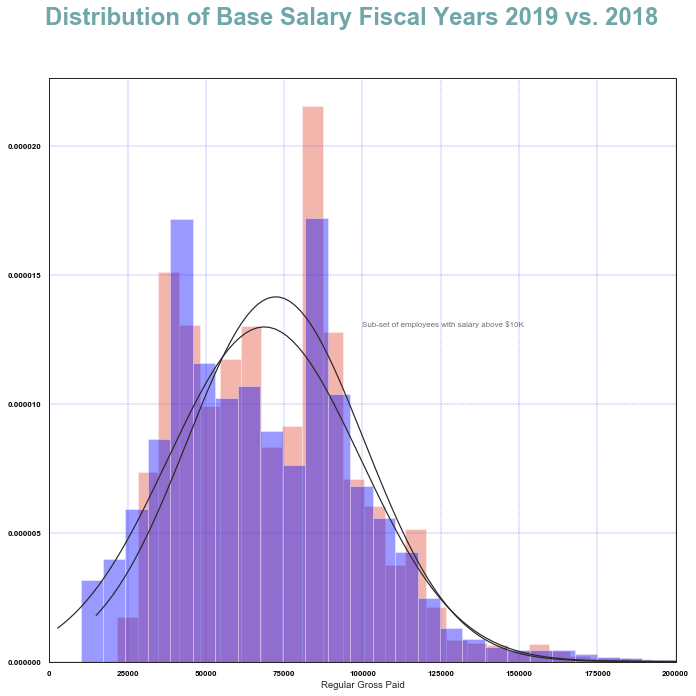 Distribution of Base Salary Fiscal Years 2019 vs. 2018
0.000020
0.000015
Sub-set of employees with salary above $10K
0.000010
0.000005
0.000000
0 25000 50000 75000 100000 125000 150000 175000 200000
Regular Gross Paid